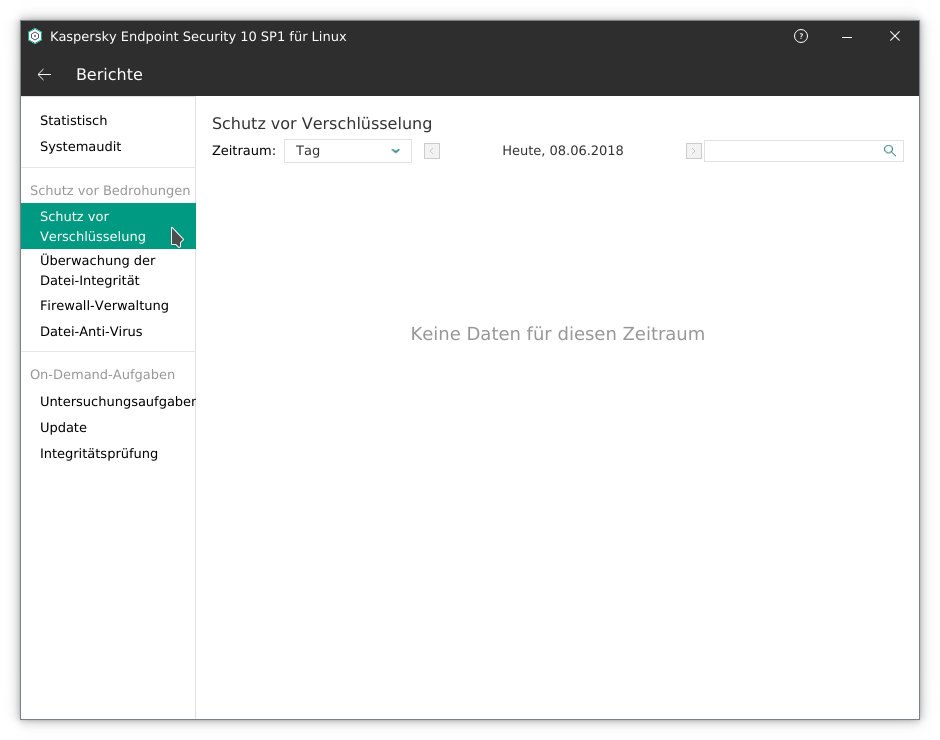 Kaspersky Endpoint Security 10 SP1 für Linux
Berichte
Statistisch
Systemaudit
Schutz vor Bedrohungen
Schutz vor
Verschlüsselung
Überwachung der
Datei-Integrität
Firewall-Verwaltung
Datei-Anti-Virus
On-Demand-Aufgaben
Untersuchungsaufgaben
Update
Integritätsprüfung
Schutz vor Verschlüsselung
Zeitraum: Tag Heute, 08.06.2018
Keine Daten für diesen Zeitraum